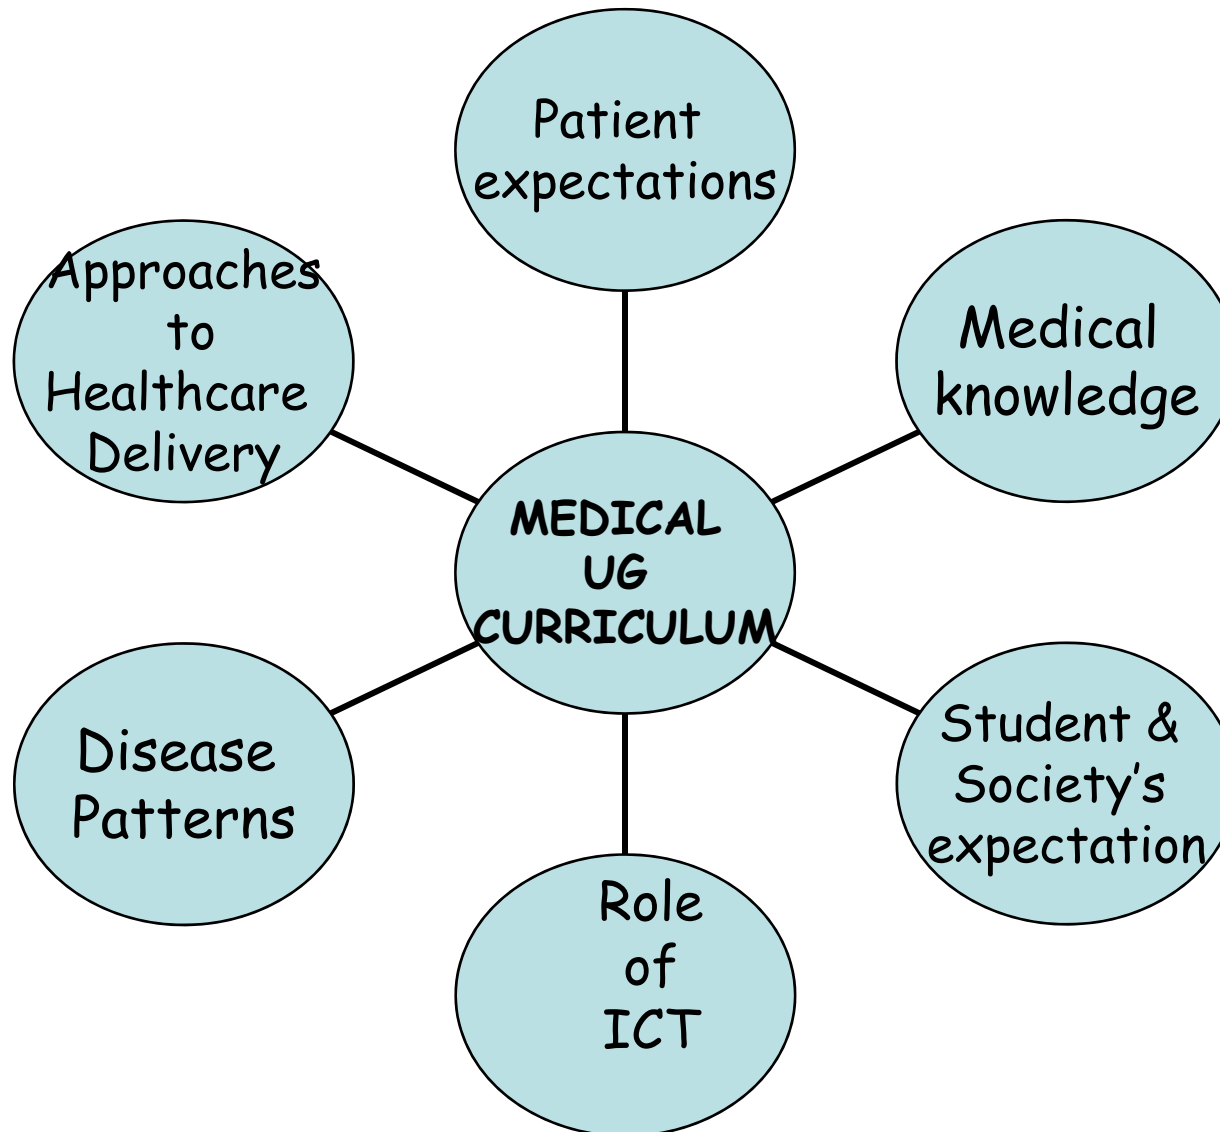 Patient
expectations
Approaches
to
Healthcare
Delivery
Medical
knowledge
MEDICAL
UG
CURRICULUM
Disease
Patterns
Student &
Society's
expectation
Role
of
ICT